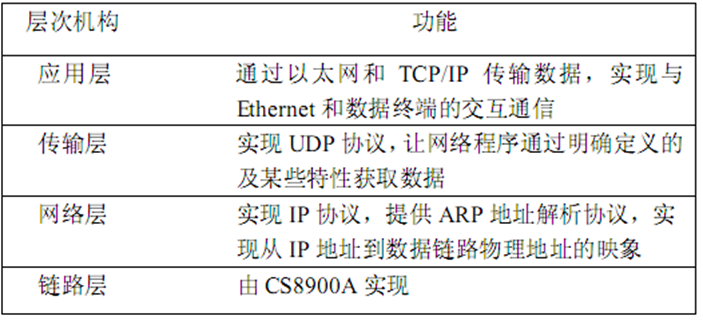 层次机构 功能
应用层 通过以太网和 TCP/IP 传输数据，实现与
Ethernet 和数据终端的交互通信
传输层 实现 UDP 协议，让网络程序通过明确定义的
及某些特性获取数据
网络层 实现 IP 协议，提供 ARP 地址解析协议，实
现从 IP 地址到数据链路物理地址的映象
链路层 由 CS8900A 实现